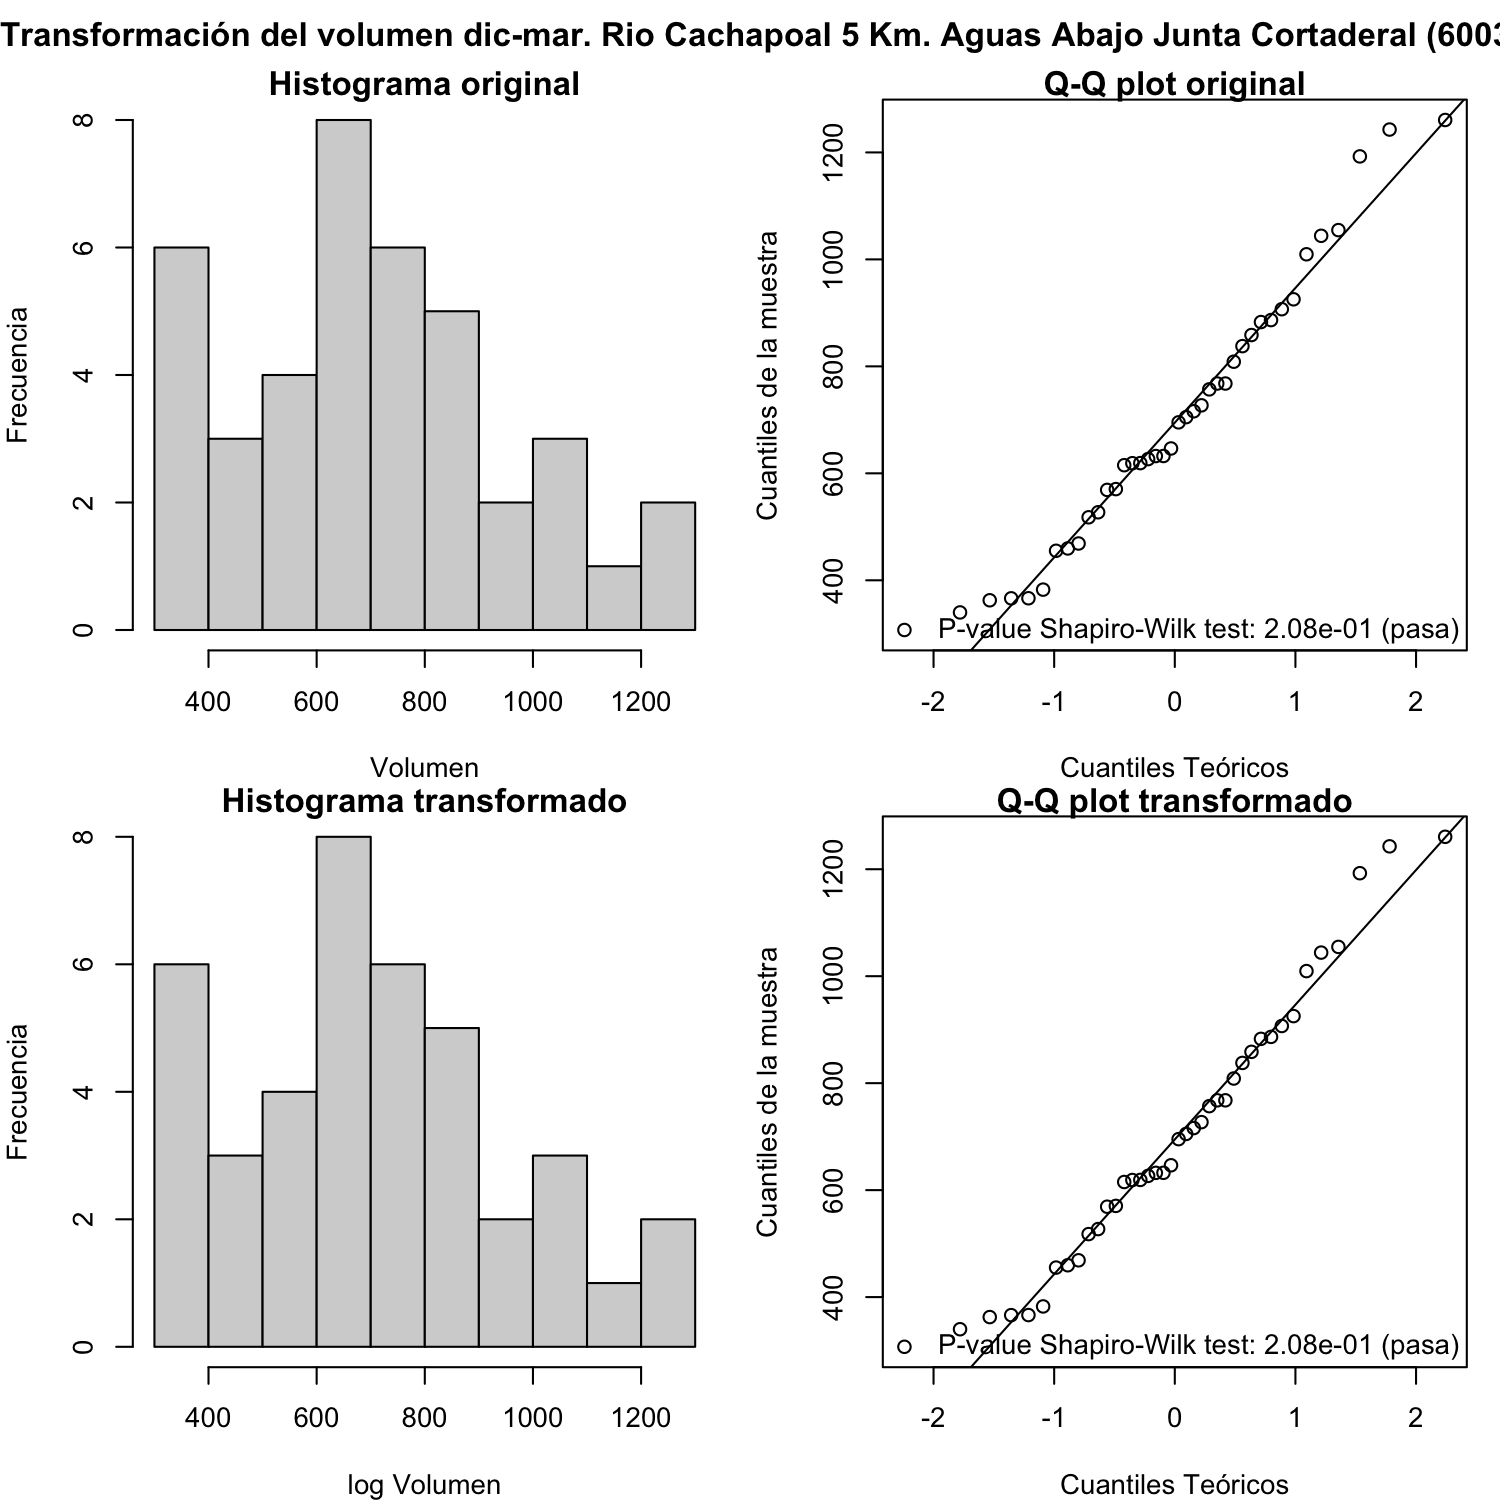 Transformación del volumen dic-mar. Rio Cachapoal 5 Km. Aguas Abajo Junta Cortaderal (6003
Histograma original
Frecuencia
8
6
4
2
0
400 600 800 1000 1200
Volumen
Q-Q plot original
Cuantiles de la muestra
1200
1000
800
600
400
P-value Shapiro-Wilk test: 2.08e-01 (pasa)
-2 -1 0 1 2
Cuantiles Teóricos
Histograma transformado
Frecuencia
8
6
4
2
0
400 600 800 1000 1200
log Volumen
Q-Q plot transformado
Cuantiles de la muestra
1200
1000
800
600
400
P-value Shapiro-Wilk test: 2.08e-01 (pasa)
-2 -1 0 1 2
Cuantiles Teóricos